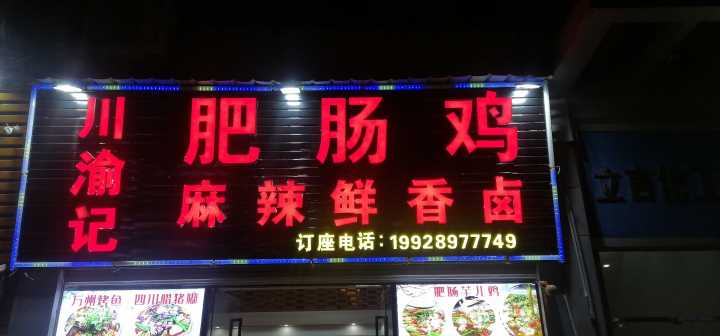 川渝记
肥肠鸡
麻辣鲜香卤
订座电话：19928977749
万州烤鱼
四川腊猪脚
肥肠芋儿鸡